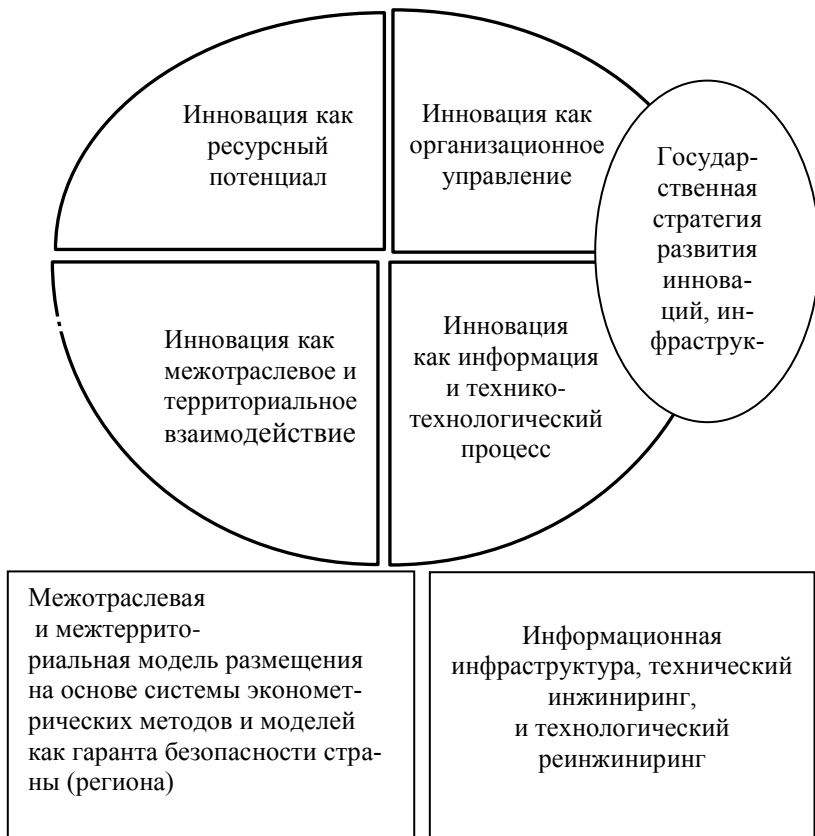 Инновация как
ресурсный
потенциал
Инновация как
организационное
управление
Государ-
ственная
стратегия
развития
иннова-
ций, ин-
фраструк-
Инновация как
межотраслевое и
территориальное
взаимодействие
Инновация
как информация
и технико-
технологический
процесс
Межотраслевая
и межтеррито-
риальная модель размещения
на основе системы экономет-
рических методов и моделей
как гаранта безопасности стра-
ны (региона)
Информационная
инфраструктура, технический
инжиниринг,
и технологический
реинжиниринг